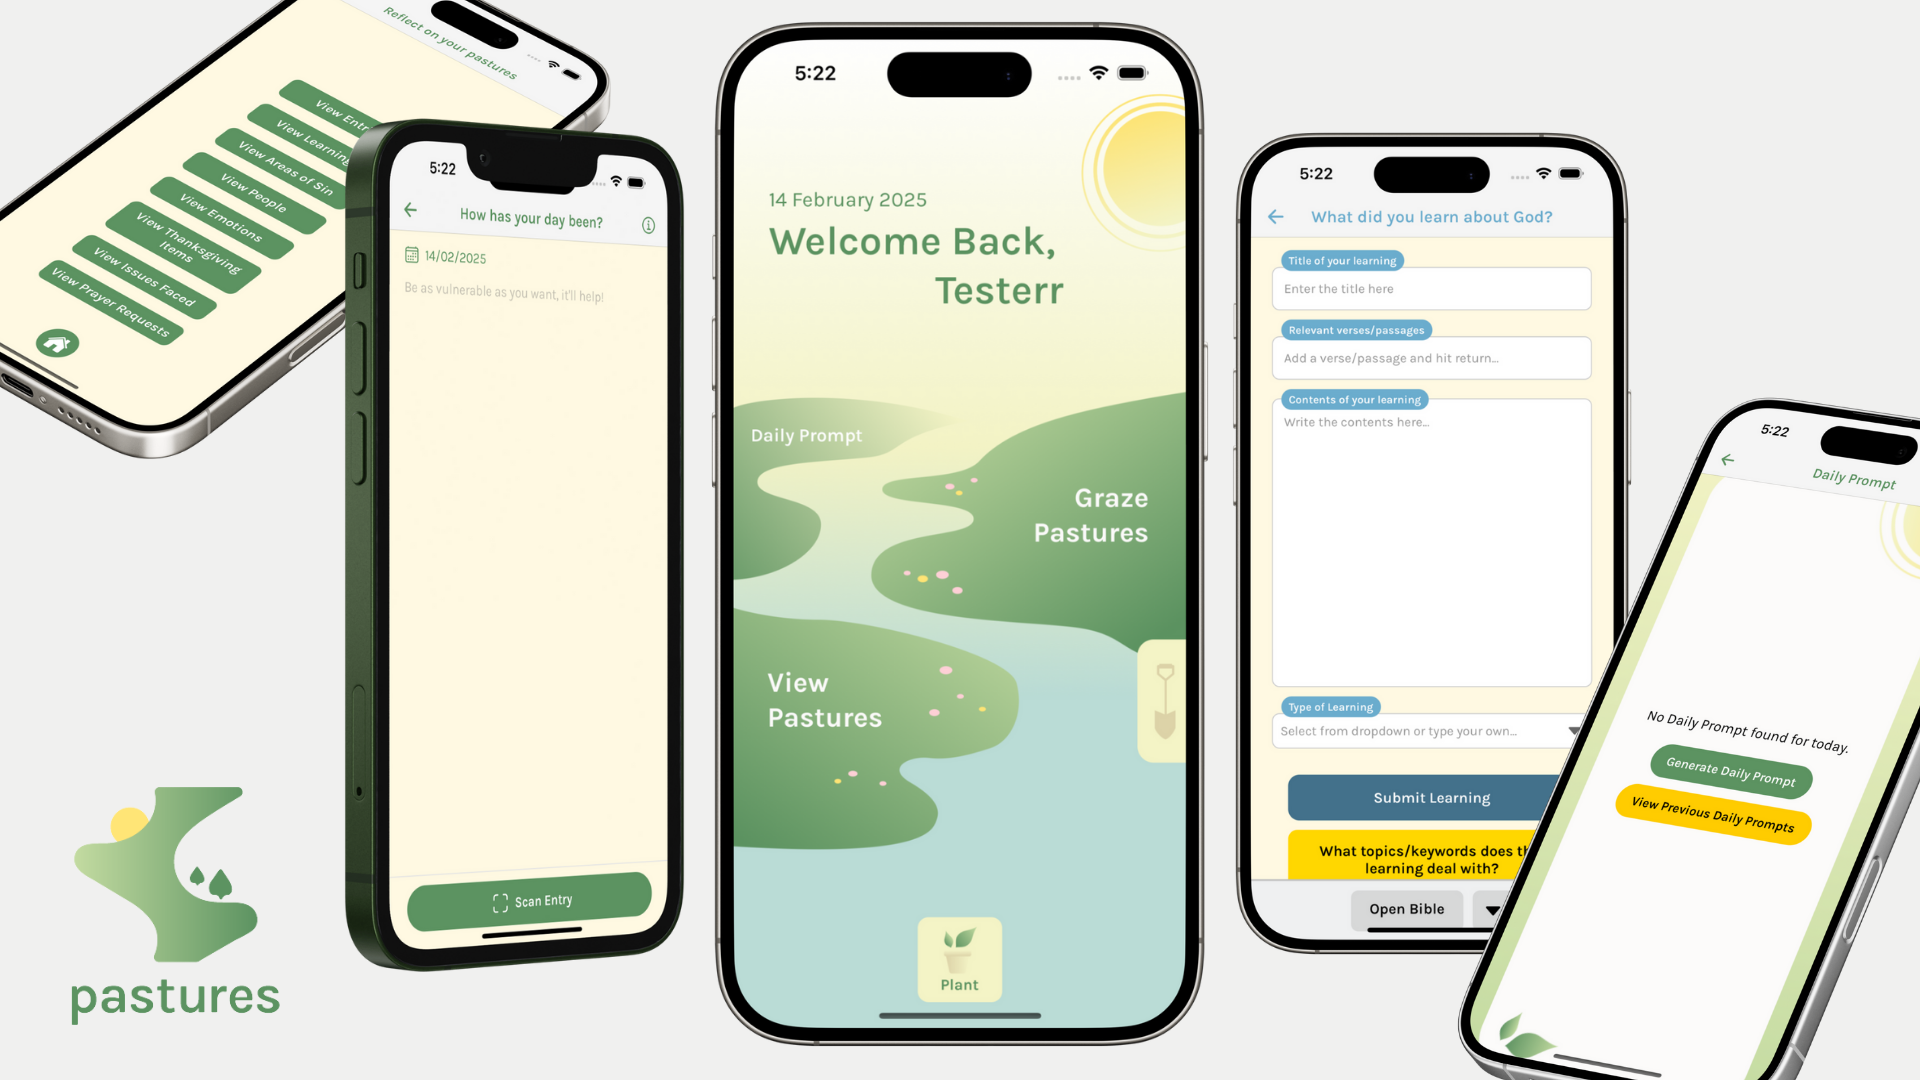 Reflect on your pastures
View Entr
View Learning
View Areas of Sin
View People
View Emotions
View Thanksgiving
Items
View Issues Faced
View Prayer Requests
5:22
How has your day been?
14/02/2025
Be as vulnerable as you want, it'll help!
Scan Entry
5:22
14 February 2025
Welcome Back,
Testerr
Daily Prompt
Graze
Pastures
View
Pastures
Plant
5:22
What did you learn about God?
Title of your learning
Enter the title here
Relevant verses/passages
Add a verse/passage and hit return...
Contents of your learning
Write the contents here...
Type of Learning
Select from dropdown or type your own...
Submit Learning
What topics/keywords does th
learning deal with?
Open Bible
5:22
Daily Prompt
No Daily Prompt found for today.
Generate Daily Prompt
View Previous Daily Prompts
pastures